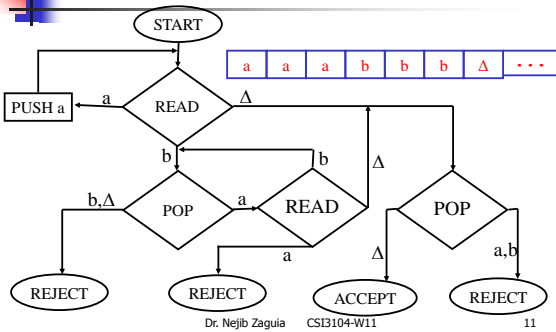 START
a a a b b b Δ - - -
PUSH a
a
READ
Δ
b
b
Δ
b,Δ
POP
a
READ
POP
a
Δ
a,b
REJECT
REJECT
ACCEPT
REJECT
Dr. Nejib Zaguia CSI3104-W11 11